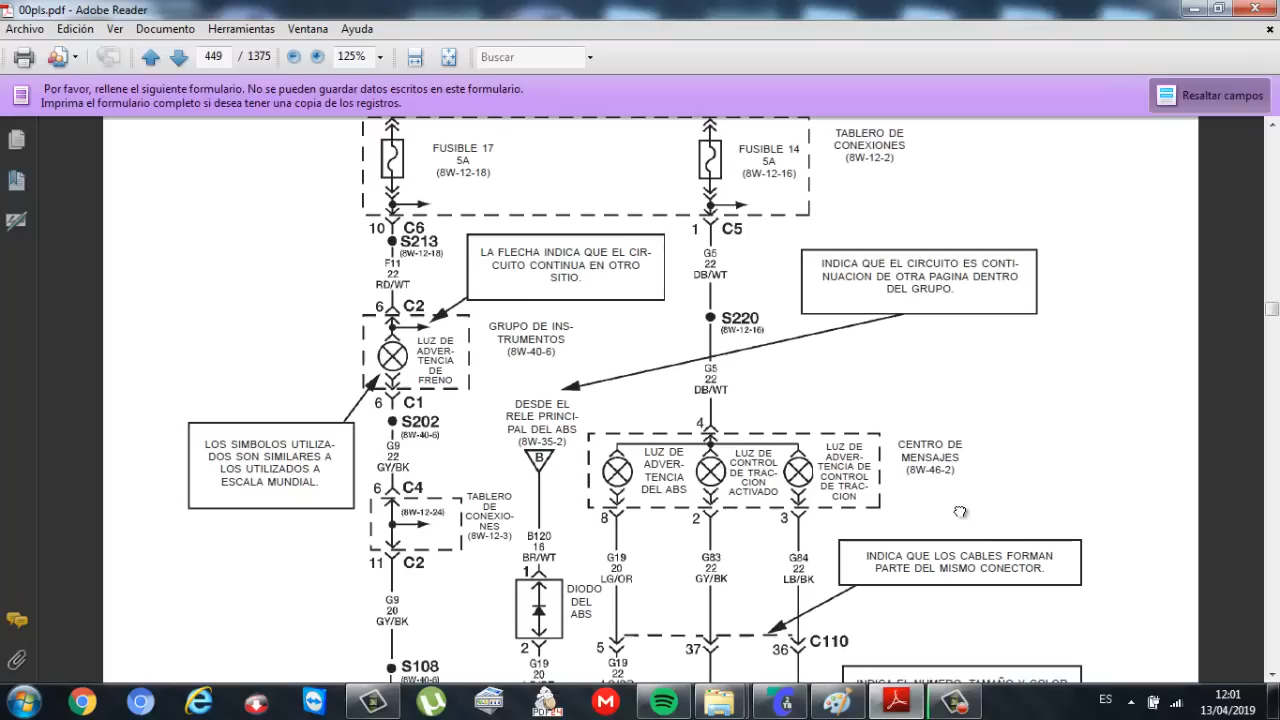 00pls.pdf - Adobe Reader
Archivo Edición Ver Documento Herramientas Ventana Ayuda
449 / 1375 125% Buscar
Por favor, rellene el siguiente formulario. No se pueden guardar datos escritos en este formulario.
Imprima el formulario completo si desea tener una copia de los registros.
Resaltar campos
FUSIBLE 17
5A
(8W-12-18)
FUSIBLE 14
5A
(8W-12-16)
TABLERO DE
CONEXIONES
(8W-12-2)
10 C6
S213
(8W-12-18)
F11
22
RD/WT
6 C2
LA FLECHA INDICA QUE EL CIR-
CUITO CONTINUA EN OTRO
SITIO.
1 C5
G5
22
DB/WT
S220
(8W-12-16)
G5
22
DB/WT
4
INDICA QUE EL CIRCUITO ES CONTI-
NUACION DE OTRA PAGINA DENTRO
DEL GRUPO.
LUZ DE
ADVER-
TENCIA
DE
FRENO
GRUPO DE INS-
TRUMENTOS
(8W-40-6)
6 C1
S202
(8W-40-6)
G9
22
GY/BK
6 C4
LOS SIMBOLOS UTILIZA-
DOS SON SIMILARES A
LOS UTILIZADOS A
ESCALA MUNDIAL.
DESDE EL
RELE PRINCI-
PAL DEL ABS
(8W-35-2)
B
LUZ DE
ADVER-
TENCIA
DEL ABS
LUZ DE
CONTROL
DE TRAC-
CION
ACTIVADO
LUZ DE
ADVER-
TENCIA DE
CONTROL
DE TRAC-
CION
CENTRO DE
MENSAJES
(8W-46-2)
(8W-12-24)
TABLERO
DE
CONEXIO-
NES
(8W-12-3)
11 C2
G9
20
GY/BK
S108
(8W-40-6)
B120
16
BR/WT
1
DIODO
DEL
ABS
2
G19
20
8
G19
20
LG/OR
2
G83
22
GY/BK
3
G84
22
LB/BK
INDICA QUE LOS CABLES FORMAN
PARTE DEL MISMO CONECTOR.
5
37
36 C110
G19
22
LG/OR
INDICA EL NUMERO, TAMAÑO Y COLOR
ES
12:01
13/04/2019